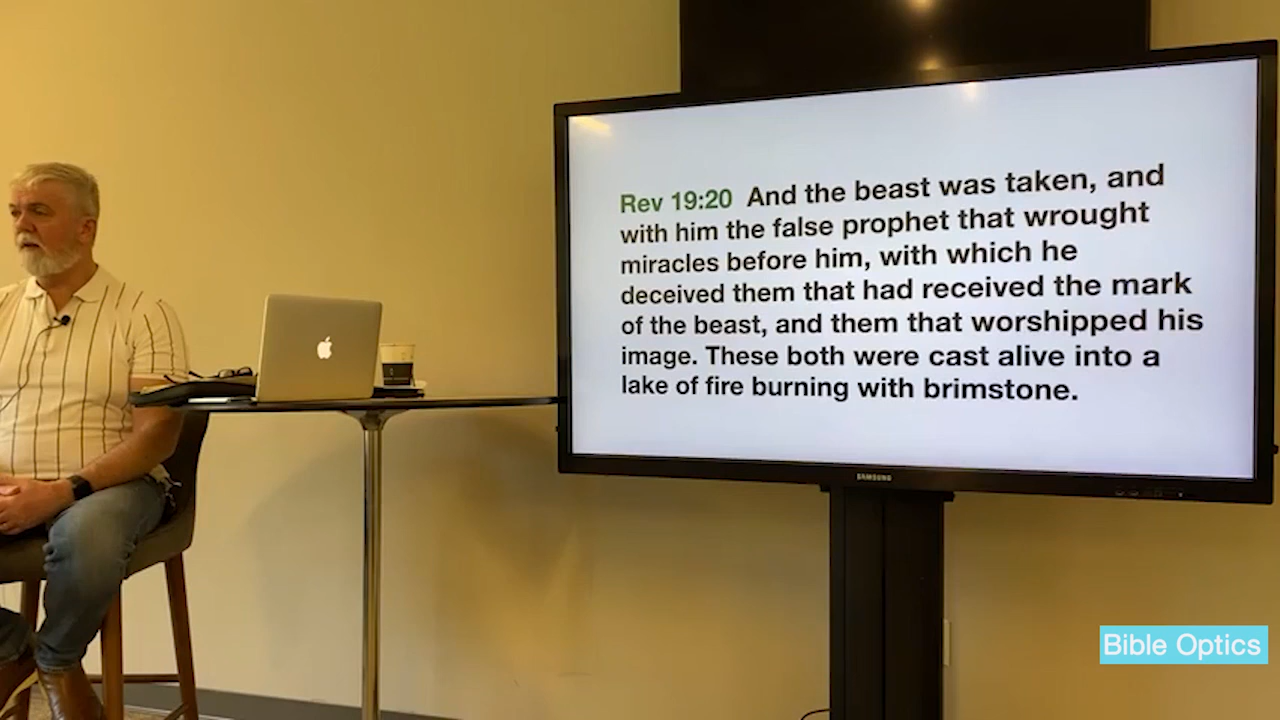 Rev 19:20 And the beast was taken, and
with him the false prophet that wrought
miracles before him, with which he
deceived them that had received the mark
of the beast, and them that worshipped his
image. These both were cast alive into a
lake of fire burning with brimstone.
SAMSUNG
Bible Optics